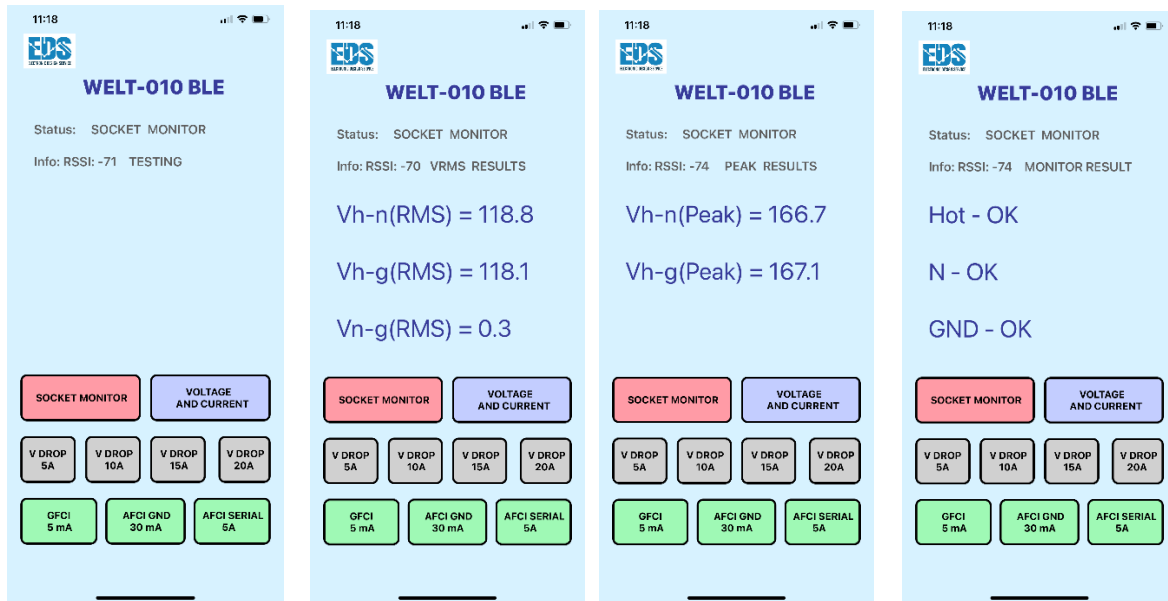 11:18
EDS
WELT-010 BLE
Status: SOCKET MONITOR
Info: RSSI: -71 TESTING
SOCKET MONITOR
VOLTAGE
AND CURRENT
V DROP
5A
V DROP
10A
V DROP
15A
V DROP
20A
GFCI
5 mA
AFCI GND
30 mA
AFCI SERIAL
5A
11:18
EDS
WELT-010 BLE
Status: SOCKET MONITOR
Info: RSSI: -70 VRMS RESULTS
Vh-n(RMS) = 118.8
Vh-g(RMS) = 118.1
Vn-g(RMS) = 0.3
SOCKET MONITOR
VOLTAGE
AND CURRENT
V DROP
5A
V DROP
10A
V DROP
15A
V DROP
20A
GFCI
5 mA
AFCI GND
30 mA
AFCI SERIAL
5A
11:18
EDS
WELT-010 BLE
Status: SOCKET MONITOR
Info: RSSI: -74 PEAK RESULTS
Vh-n(Peak) = 166.7
Vh-g(Peak) = 167.1
SOCKET MONITOR
VOLTAGE
AND CURRENT
V DROP
5A
V DROP
10A
V DROP
15A
V DROP
20A
GFCI
5 mA
AFCI GND
30 mA
AFCI SERIAL
5A
11:18
EDS
WELT-010 BLE
Status: SOCKET MONITOR
Info: RSSI: -74 MONITOR RESULT
Hot - OK
N - OK
GND - OK
SOCKET MONITOR
VOLTAGE
AND CURRENT
V DROP
5A
V DROP
10A
V DROP
15A
V DROP
20A
GFCI
5 mA
AFCI GND
30 mA
AFCI SERIAL
5A